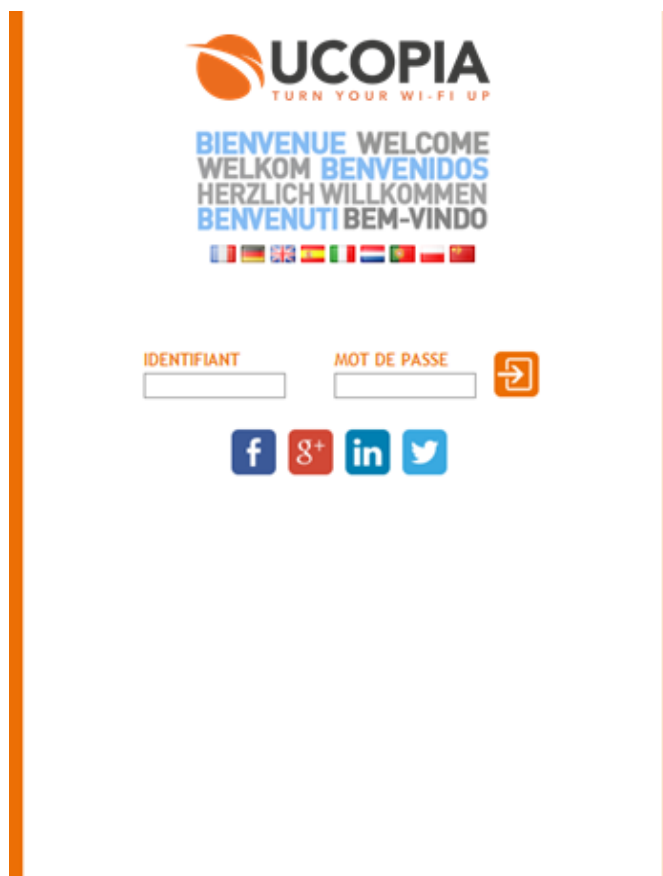 UCOPIA
TURN YOUR WI-FI UP
BIENVENUE WELCOME
WELKOM BENVENIDOS
HERZLICH WILLKOMMEN
BENVENUTI BEM-VINDO
IDENTIFIANT MOT DE PASSE
f g+ in